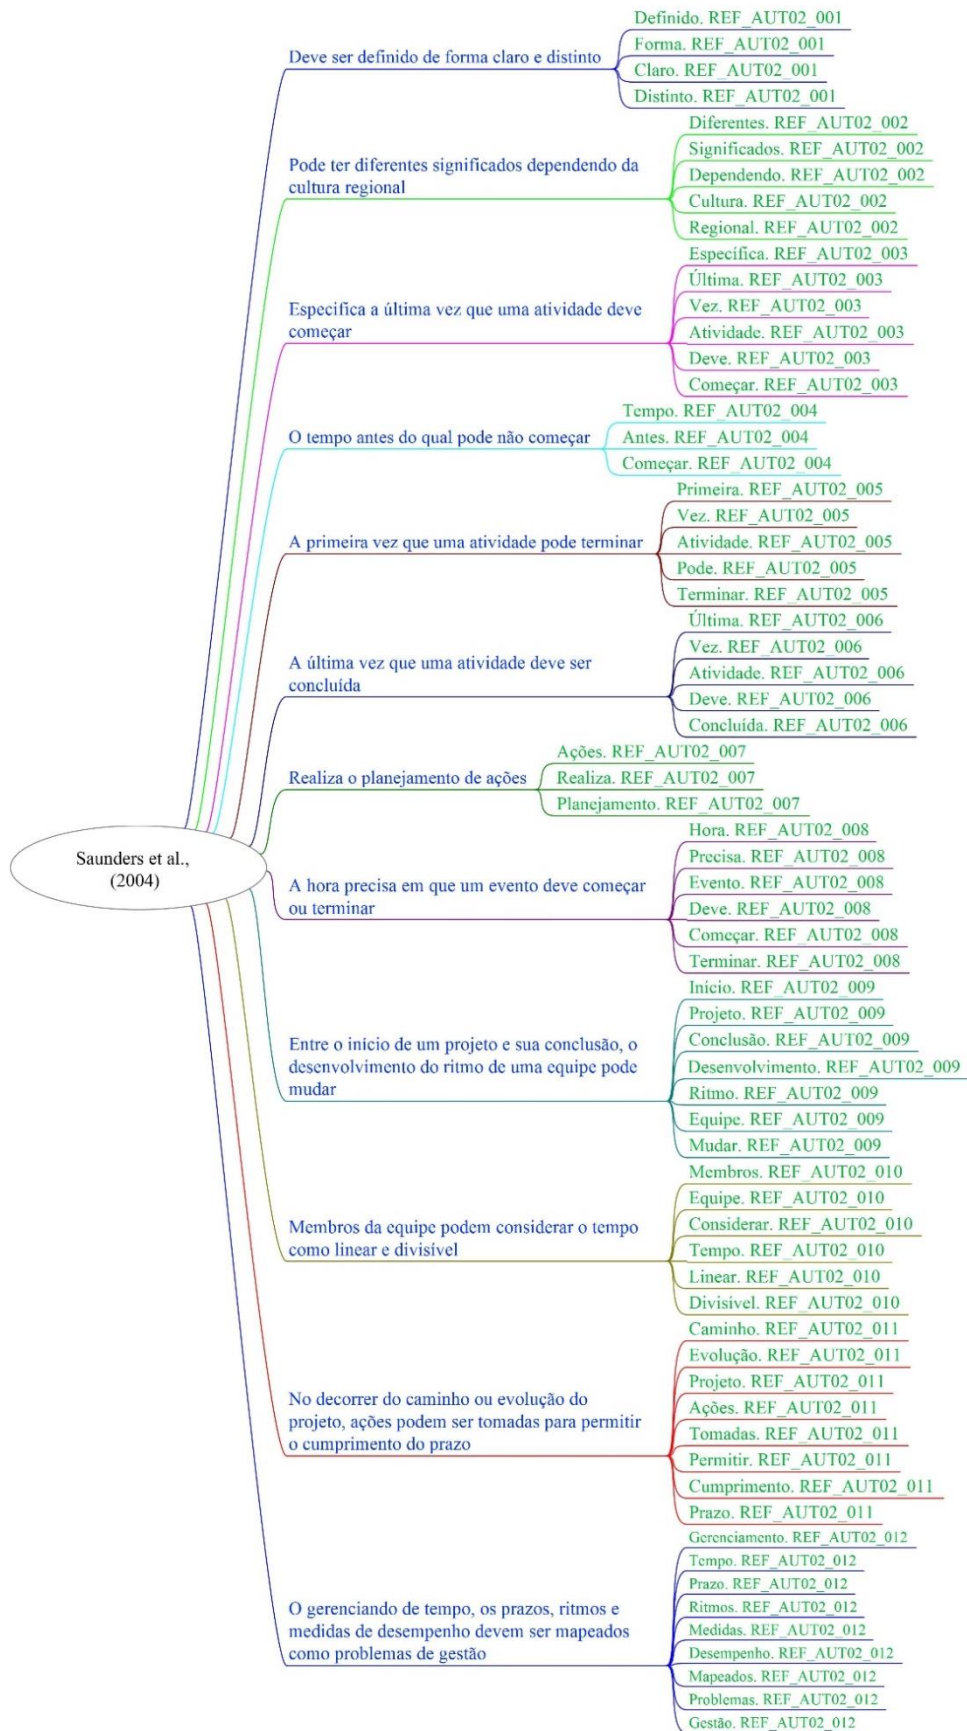 Saunders et al.,
(2004)
Deve ser definido de forma claro e distinto
Definido. REF_AUT02_001
Forma. REF_AUT02_001
Claro. REF_AUT02_001
Distinto. REF_AUT02_001
Pode ter diferentes significados dependendo da
cultura regional
Diferentes. REF_AUT02_002
Significados. REF_AUT02_002
Dependendo. REF_AUT02_002
Cultura. REF_AUT02_002
Regional. REF_AUT02_002
Especifica a última vez que uma atividade deve
começar
Específica. REF_AUT02_003
Última. REF_AUT02_003
Vez. REF_AUT02_003
Atividade. REF_AUT02_003
Deve. REF_AUT02_003
Começar. REF_AUT02_003
O tempo antes do qual pode não começar
Tempo. REF_AUT02_004
Antes. REF_AUT02_004
Começar. REF_AUT02_004
A primeira vez que uma atividade pode terminar
Primeira. REF_AUT02_005
Vez. REF_AUT02_005
Atividade. REF_AUT02_005
Pode. REF_AUT02_005
Terminar. REF_AUT02_005
A última vez que uma atividade deve ser
concluída
Última. REF_AUT02_006
Vez. REF_AUT02_006
Atividade. REF_AUT02_006
Deve. REF_AUT02_006
Concluída. REF_AUT02_006
Realiza o planejamento de ações
Ações. REF_AUT02_007
Realiza. REF_AUT02_007
Planejamento. REF_AUT02_007
A hora precisa em que um evento deve começar
ou terminar
Hora. REF_AUT02_008
Precisa. REF_AUT02_008
Evento. REF_AUT02_008
Deve. REF_AUT02_008
Começar. REF_AUT02_008
Terminar. REF_AUT02_008
Entre o início de um projeto e sua conclusão, o
desenvolvimento do ritmo de uma equipe pode
mudar
Início. REF_AUT02_009
Projeto. REF_AUT02_009
Conclusão. REF_AUT02_009
Desenvolvimento. REF_AUT02_009
Ritmo. REF_AUT02_009
Equipe. REF_AUT02_009
Mudar. REF_AUT02_009
Membros da equipe podem considerar o tempo
como linear e divisível
Membros. REF_AUT02_010
Equipe. REF_AUT02_010
Considerar. REF_AUT02_010
Tempo. REF_AUT02_010
Linear. REF_AUT02_010
Divisível. REF_AUT02_010
No decorrer do caminho ou evolução do
projeto, ações podem ser tomadas para permitir
o cumprimento do prazo
Caminho. REF_AUT02_011
Evolução. REF_AUT02_011
Projeto. REF_AUT02_011
Ações. REF_AUT02_011
Tomadas. REF_AUT02_011
Permitir. REF_AUT02_011
Cumprimento. REF_AUT02_011
Prazo. REF_AUT02_011
O gerenciando de tempo, os prazos, ritmos e
medidas de desempenho devem ser mapeados
como problemas de gestão
Gerenciamento. REF_AUT02_012
Tempo. REF_AUT02_012
Prazo. REF_AUT02_012
Ritmos. REF_AUT02_012
Medidas. REF_AUT02_012
Desempenho. REF_AUT02_012
Mapeados. REF_AUT02_012
Problemas. REF_AUT02_012
Gestão. REF_AUT02_012